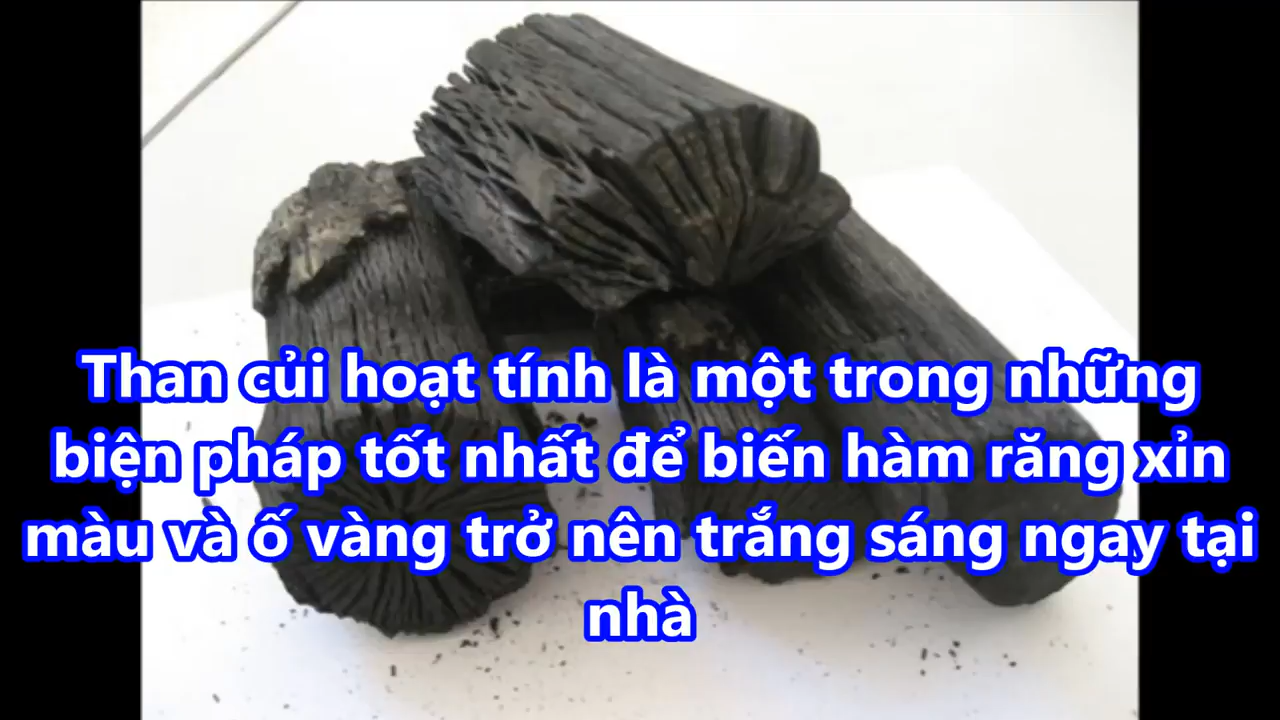 Than củi hoạt tính là một trong những
biện pháp tốt nhất để biến hàm răng xỉn
màu và ố vàng trở nên trắng sáng ngay tại
nhà